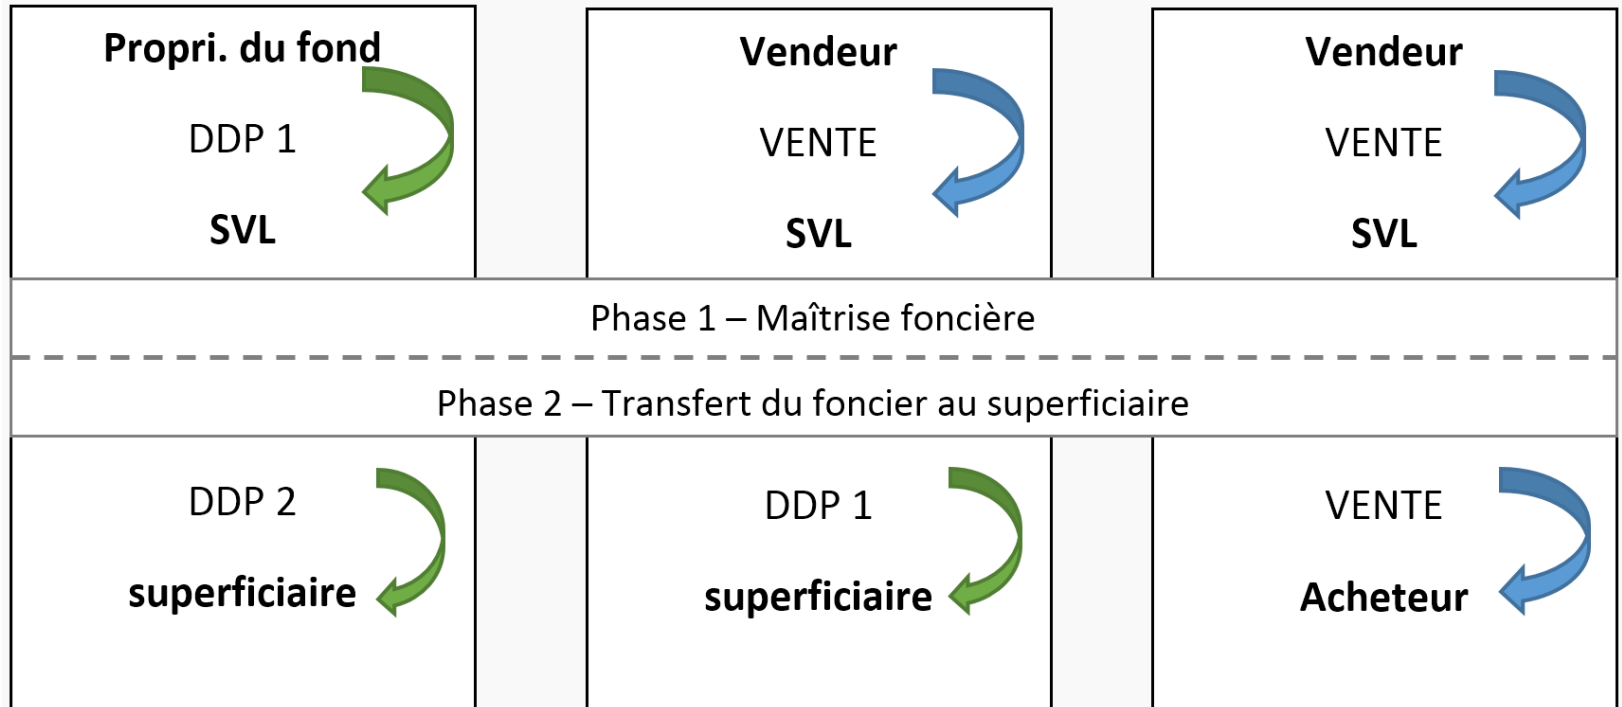 Propri. du fond
DDP 1
SVL
Vendeur
VENTE
SVL
Vendeur
VENTE
SVL
Phase 1 – Maîtrise foncière
Phase 2 – Transfert du foncier au superficiaire
DDP 2
superficiaire
DDP 1
superficiaire
VENTE
Acheteur